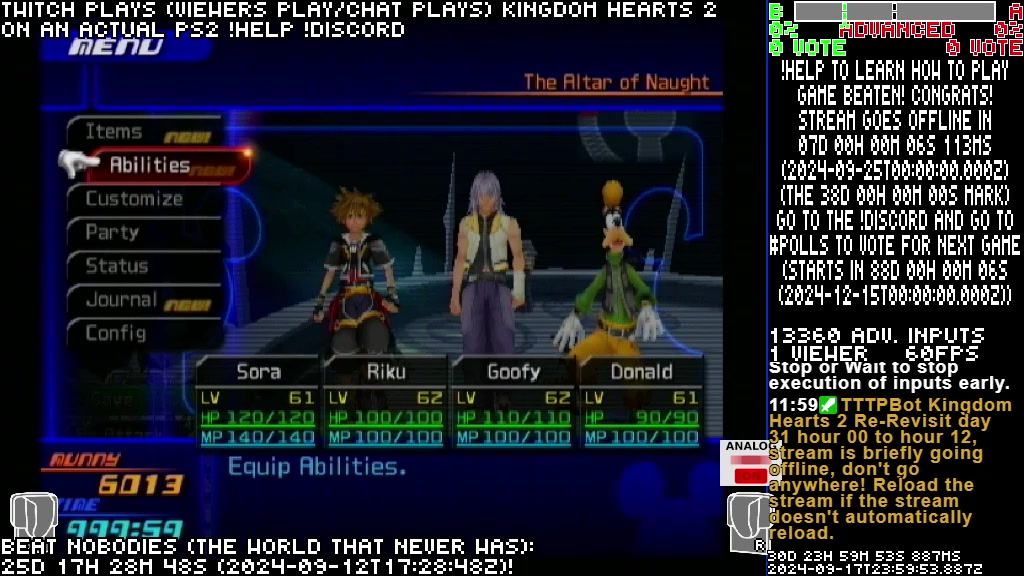 TWITCH PLAYS (VIEWERS PLAY/CHAT PLAYS) KINGDOM HEARTS 2
ON AN ACTUAL PS2 !HELP !DISCORD
MENU
The Altar of Naught
Items NEW!
Abilities NEW!
Customize
Party
Status
Journal NEW!
Config
Save
Sora
LV 61
HP 120/120
MP 140/140
Riku
LV 62
HP 100/100
MP 100/100
Goofy
LV 62
HP 110/110
MP 100/100
Donald
LV 61
HP 90/90
MP 100/100
MUNNY
6013
TIME
999:59
Equip Abilities.
ANALOG
R
BEAT NOBODIES (THE WORLD THAT NEVER WAS):
25D 17H 28M 48S (2024-09-12T17:28:48Z)!
B A
0% ADVANCED 0%
0 VOTE 0 VOTE
!HELP TO LEARN HOW TO PLAY
GAME BEATEN! CONGRATS!
STREAM GOES OFFLINE IN
07D 00H 00M 06S 113MS
(2024-09-25T00:00:00.000Z)
(THE 38D 00H 00M 00S MARK)
GO TO THE !DISCORD AND GO TO
#POLLS TO VOTE FOR NEXT GAME
(STARTS IN 88D 00H 00M 06S
(2024-12-15T00:00:00.000Z))
13360 ADV. INPUTS
1 VIEWER 60FPS
Stop or Wait to stop
execution of inputs early.
11:59 TTTPBot Kingdom
Hearts 2 Re-Revisit day
31 hour 00 to hour 12,
stream is briefly going
offline, don't go
anywhere! Reload the
stream if the stream
doesn't automatically
reload.
30D 23H 59M 53S 887MS
2024-09-17T23:59:53.887Z